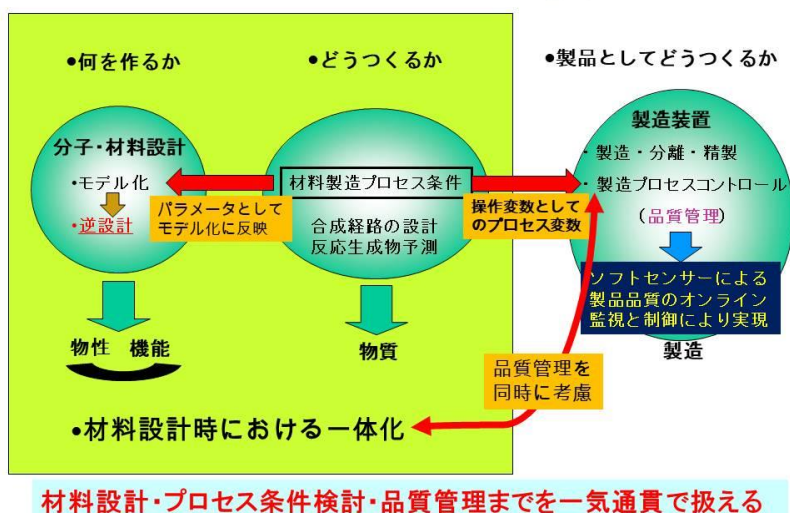 •何を作るか
•どうつくるか
•製品としてどうつくるか
分子・材料設計
•モデル化
•逆設計
パラメータとして
モデル化に反映
物性 機能
材料製造プロセス条件
合成経路の設計
反応生成物予測
物質
操作変数として
のプロセス変数
製造装置
・製造・分離・精製
・製造プロセスコントロール
(品質管理)
ソフトセンサーによる
製品品質のオンライン
監視と制御により実現
製造
品質管理を
同時に考慮
•材料設計時における一体化
材料設計・プロセス条件検討・品質管理までを一気通貫で扱える